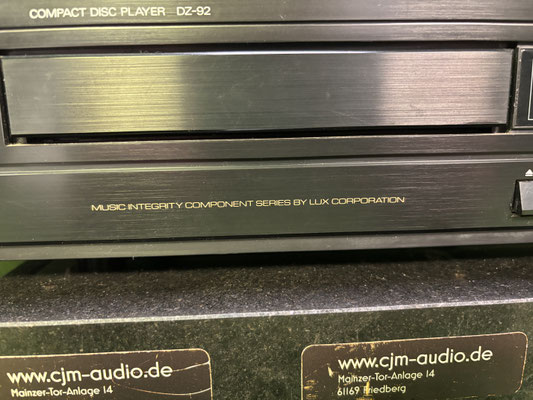 COMPACT DISC PLAYER DZ-92
MUSIC INTEGRITY COMPONENT SERIES BY LUX CORPORATION
www.cjm-audio.de
Mainzer-Tor-Anlage 14
www.cjm-audio.de
Mainzer-Tor-Anlage 14
61169 Friedberg